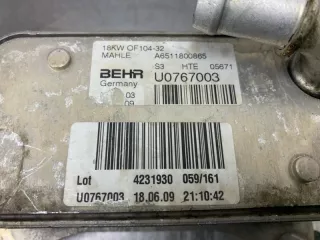 18KW OF104-32
MAHLE A6511800865
S3 HTE 05671
BEHR U0767003
Germany
03
09
Lot 4231930 059/161
U0767003 18.06.09 21:10:42